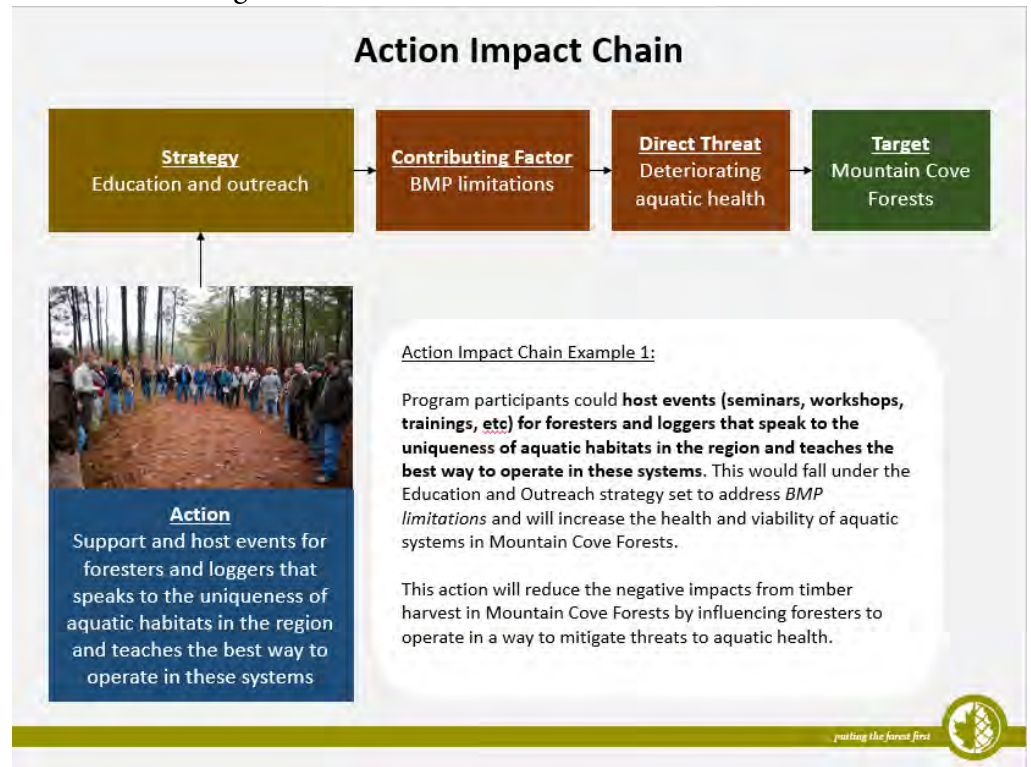 Action Impact Chain
Strategy
Education and outreach
Contributing Factor
BMP limitations
Direct Threat
Deteriorating
aquatic health
Target
Mountain Cove
Forests
Action
Support and host events for
foresters and loggers that
speaks to the uniqueness of
aquatic habitats in the region
and teaches the best way to
operate in these systems
Action Impact Chain Example 1:
Program participants could host events (seminars, workshops,
trainings, etc) for foresters and loggers that speak to the
uniqueness of aquatic habitats in the region and teaches the
best way to operate in these systems. This would fall under the
Education and Outreach strategy set to address BMP
limitations and will increase the health and viability of aquatic
systems in Mountain Cove Forests.
This action will reduce the negative impacts from timber
harvest in Mountain Cove Forests by influencing foresters to
operate in a way to mitigate threats to aquatic health.
putting the forest first